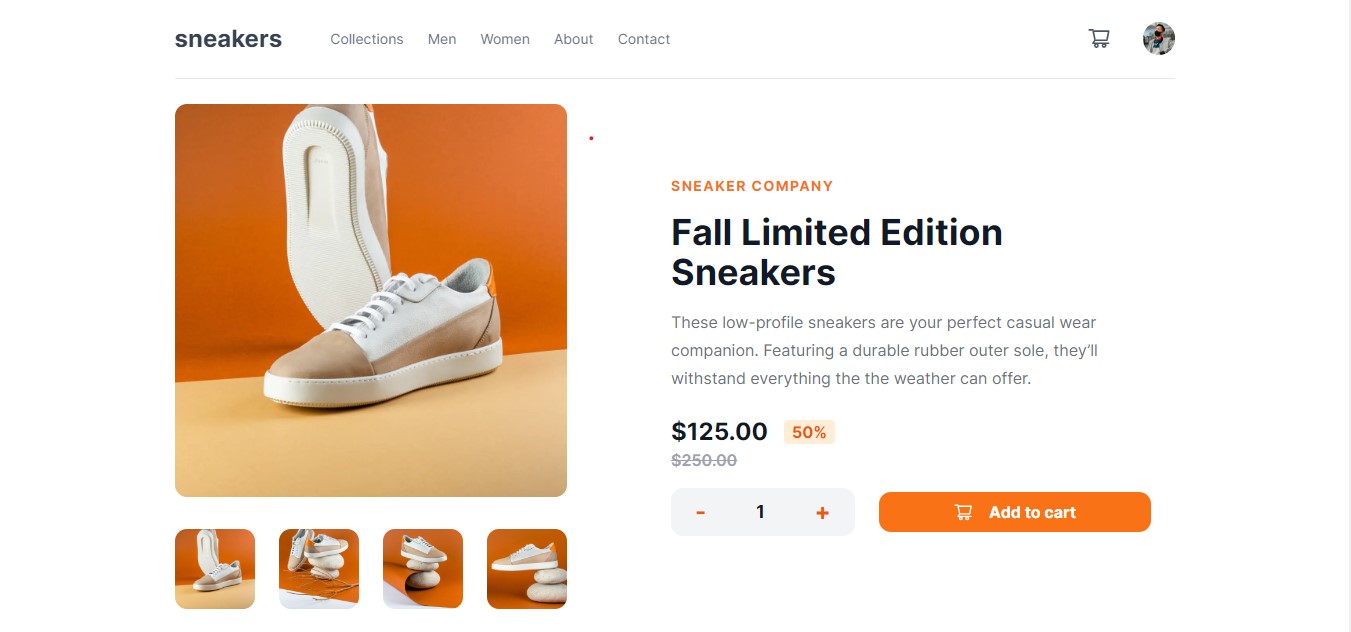 sneakers
Collections Men Women About Contact
SNEAKER COMPANY
Fall Limited Edition
Sneakers
These low-profile sneakers are your perfect casual wear
companion. Featuring a durable rubber outer sole, they’ll
withstand everything the the weather can offer.
$125.00 50%
$250.00
- 1 + Add to cart